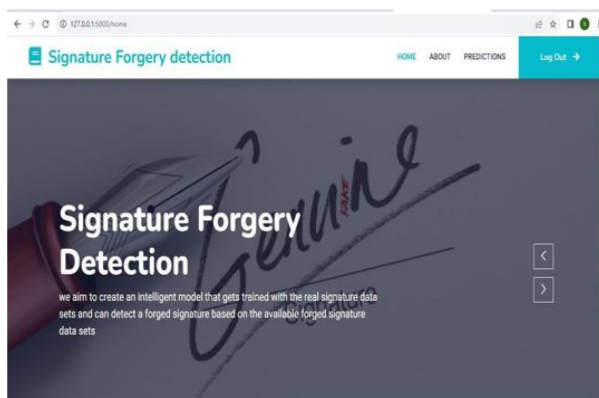 127.0.0.1:5000/home
Signature Forgery detection
HOME ABOUT PREDICTIONS Log Out →
Genuine
FAKE
Signature
Signature Forgery
Detection
we aim to create an intelligent model that gets trained with the real signature data
sets and can detect a forged signature based on the available forged signature
data sets